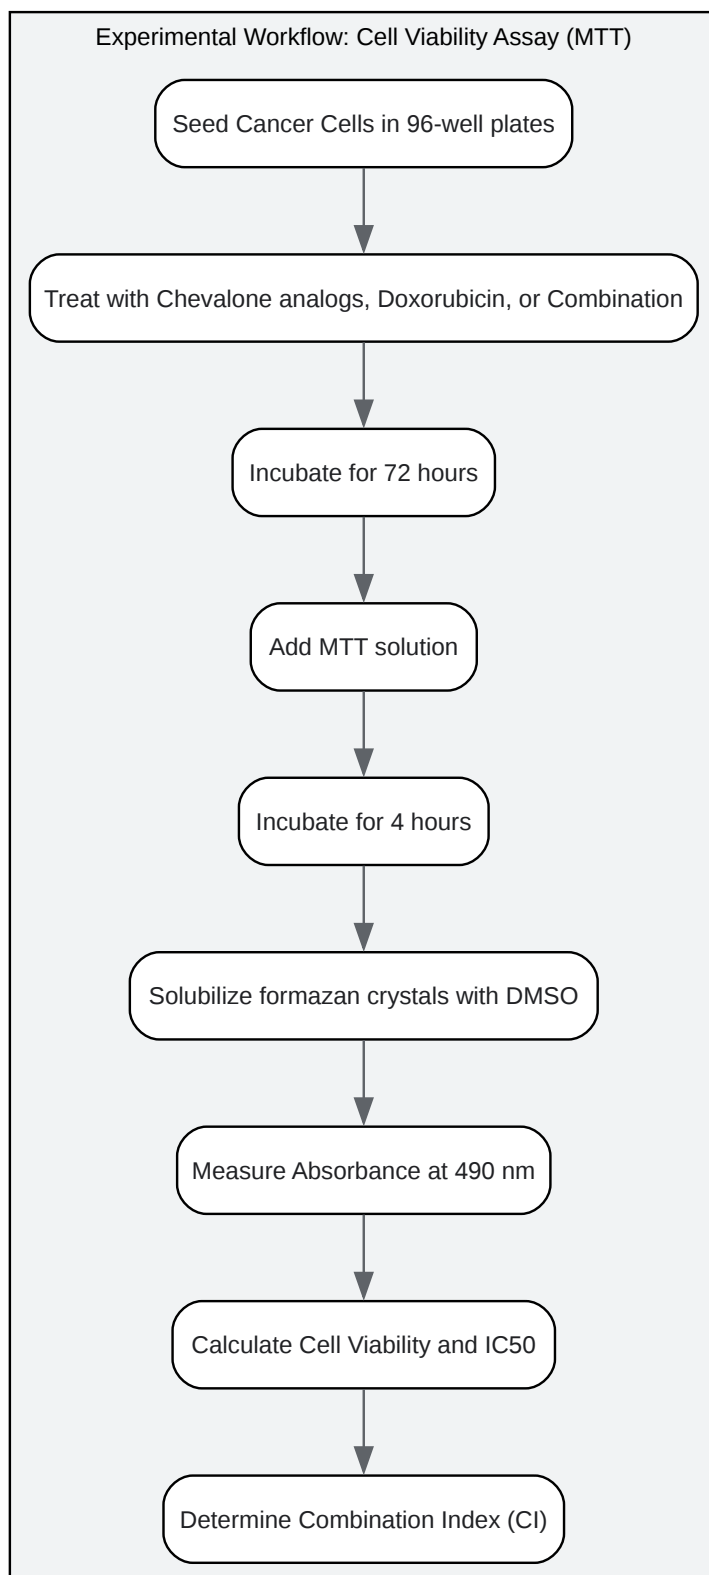 Experimental Workflow: Cell Viability Assay (MTT)
Seed Cancer Cells in 96-well plates
Treat with Chevalone analogs, Doxorubicin, or Combination
Incubate for 72 hours
Add MTT solution
Incubate for 4 hours
Solubilize formazan crystals with DMSO
Measure Absorbance at 490 nm
Calculate Cell Viability and IC50
Determine Combination Index (CI)